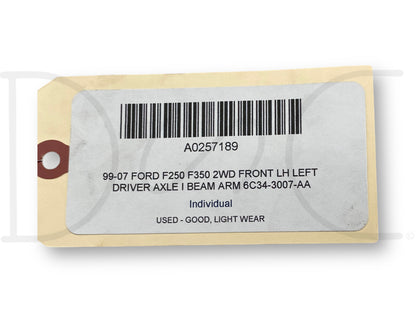 A0257189
99-07 FORD F250 F350 2WD FRONT LH LEFT
DRIVER AXLE I BEAM ARM 6C34-3007-AA
Individual
USED - GOOD, LIGHT WEAR